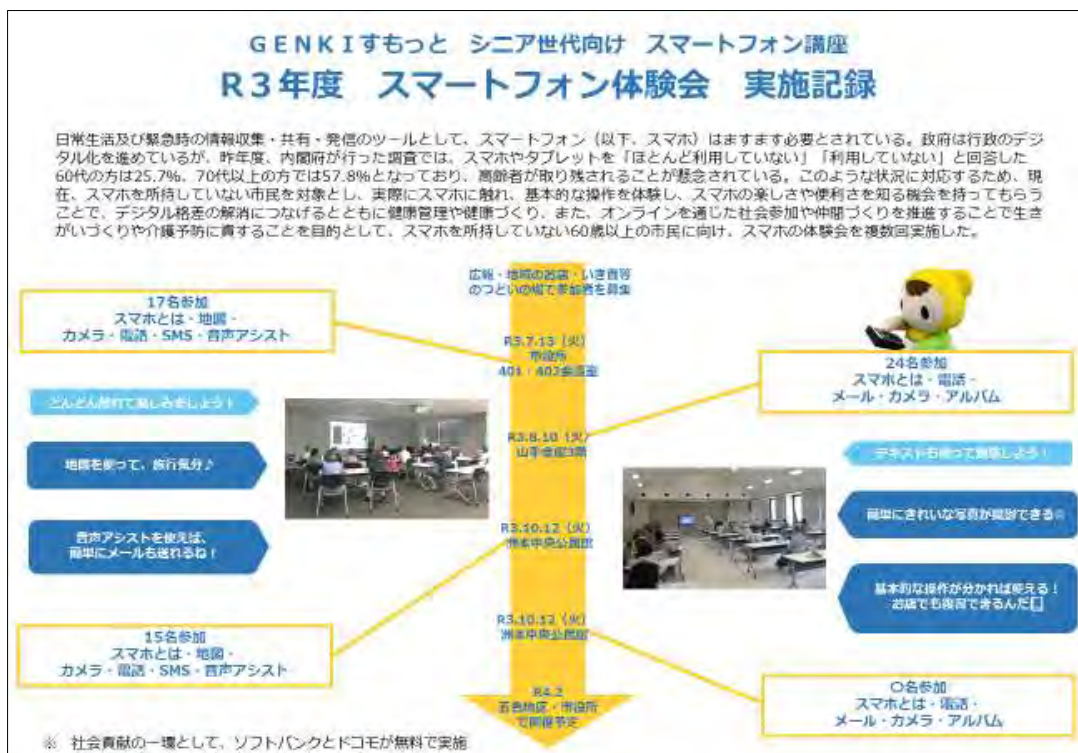 ＧＥＮＫＩすもっと　シニア世代向け　スマートフォン講座
Ｒ３年度　スマートフォン体験会　実施記録
日常生活及び緊急時の情報収集・共有・発信のツールとして、スマートフォン（以下、スマホ）はますます必要とされている。政府は行政のデジ
タル化を進めているが、昨年度、内閣府が行った調査では、スマホやタブレットを「ほとんど利用していない」「利用していない」と回答した
60代の方は25.7%、70代以上の方では57.8%となっており、高齢者が取り残されることが懸念されている。このような状況に対応するため、現
在、スマホを所持していない市民を対象とし、実際にスマホに触れ、基本的な操作を体験し、スマホの楽しさや便利さを知る機会を持ってもらう
ことで、デジタル格差の解消につなげるとともに健康管理や健康づくり、また、オンラインを通じた社会参加や仲間づくりを推進することで生き
がいづくりや介護予防に資することを目的として、スマホを所持していない60歳以上の市民に向け、スマホの体験会を複数回実施した。
広報・地域のお店・いき百等
のつどいの場で参加者を募集
17名参加
スマホとは・地図・
カメラ・電話・SMS・音声アシスト
R3.7.13（火）
市役所
401・402会議室
24名参加
スマホとは・電話・
メール・カメラ・アルバム
どんどん触れて楽しみましょう！
地図を使って、旅行気分♪
音声アシストを使えば、
簡単にメールも送れるね！
R3.8.10（火）
山手会館3階
テキストも使って勉強しよう！
簡単にきれいな写真が撮影できる☆
基本的な操作が分かれば使える！
お店でも復習できるんだ
R3.10.12（火）
洲本中央公民館
R3.10.12（火）
洲本中央公民館
15名参加
スマホとは・地図・
カメラ・電話・SMS・音声アシスト
〇名参加
スマホとは・電話・
メール・カメラ・アルバム
R4.2
五色地区・市役所
で開催予定
※　社会貢献の一環として、ソフトバンクとドコモが無料で実施